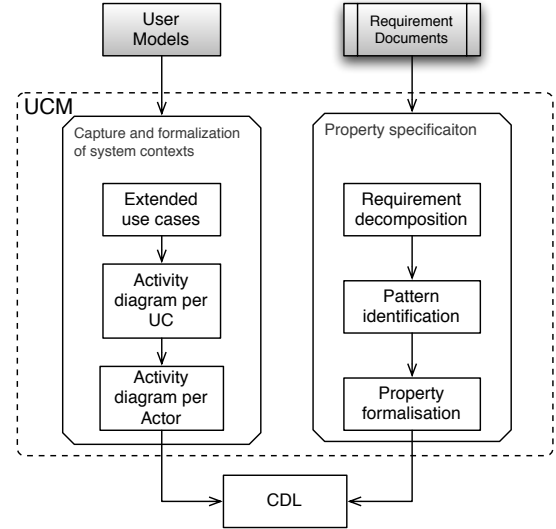 User
Models
Requirement
Documents
UCM
Capture and formalization
of system contexts
Extended
use cases
Activity
diagram per
UC
Activity
diagram per
Actor
Property specificaiton
Requirement
decomposition
Pattern
identification
Property
formalisation
CDL